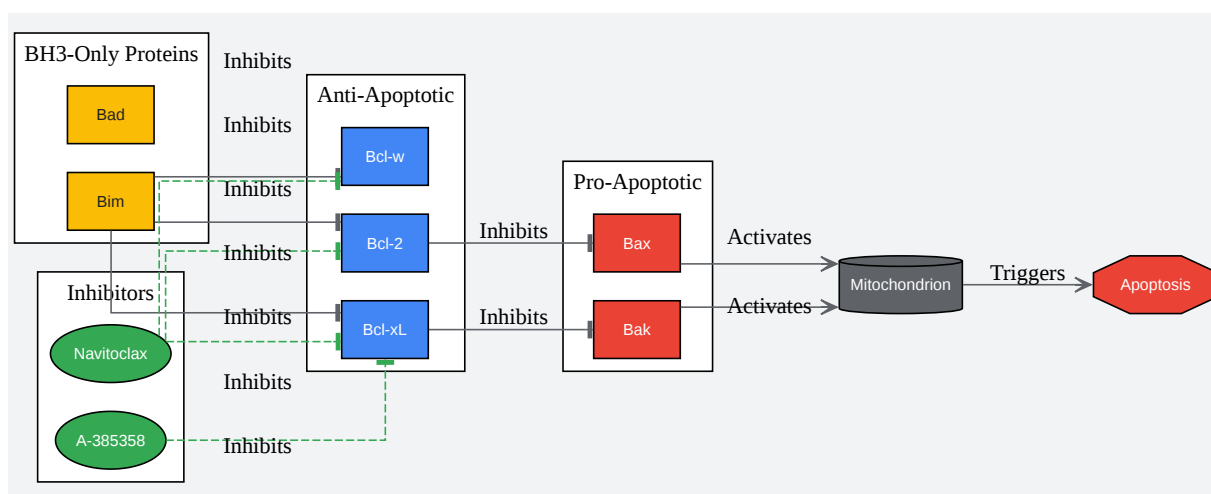 BH3-Only Proteins
Bad
Bim
Inhibitors
Navitoclax
A-385358
Inhibits
Inhibits
Inhibits
Inhibits
Inhibits
Inhibits
Inhibits
Anti-Apoptotic
Bcl-w
Bcl-2
Bcl-xL
Inhibits
Inhibits
Pro-Apoptotic
Bax
Bak
Activates
Activates
Mitochondrion
Triggers
Apoptosis